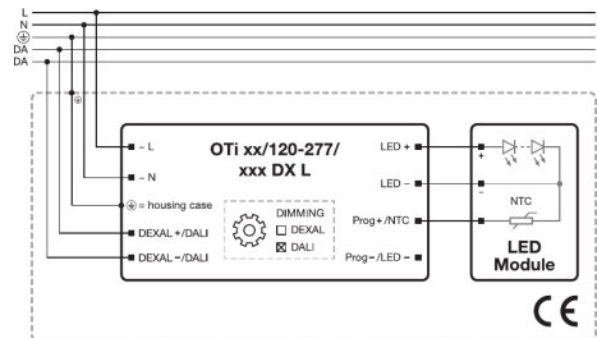 L
N
DA
DA
~ L
OTi xx/120-277/
xxx DX L
LED +
+
~ N
LED -
-
= housing case
DIMMING
DEXAL
DALI
Prog+/NTC
NTC
DEXAL +/DALI
DEXAL -/DALI
Prog-/LED -
LED
Module
CE